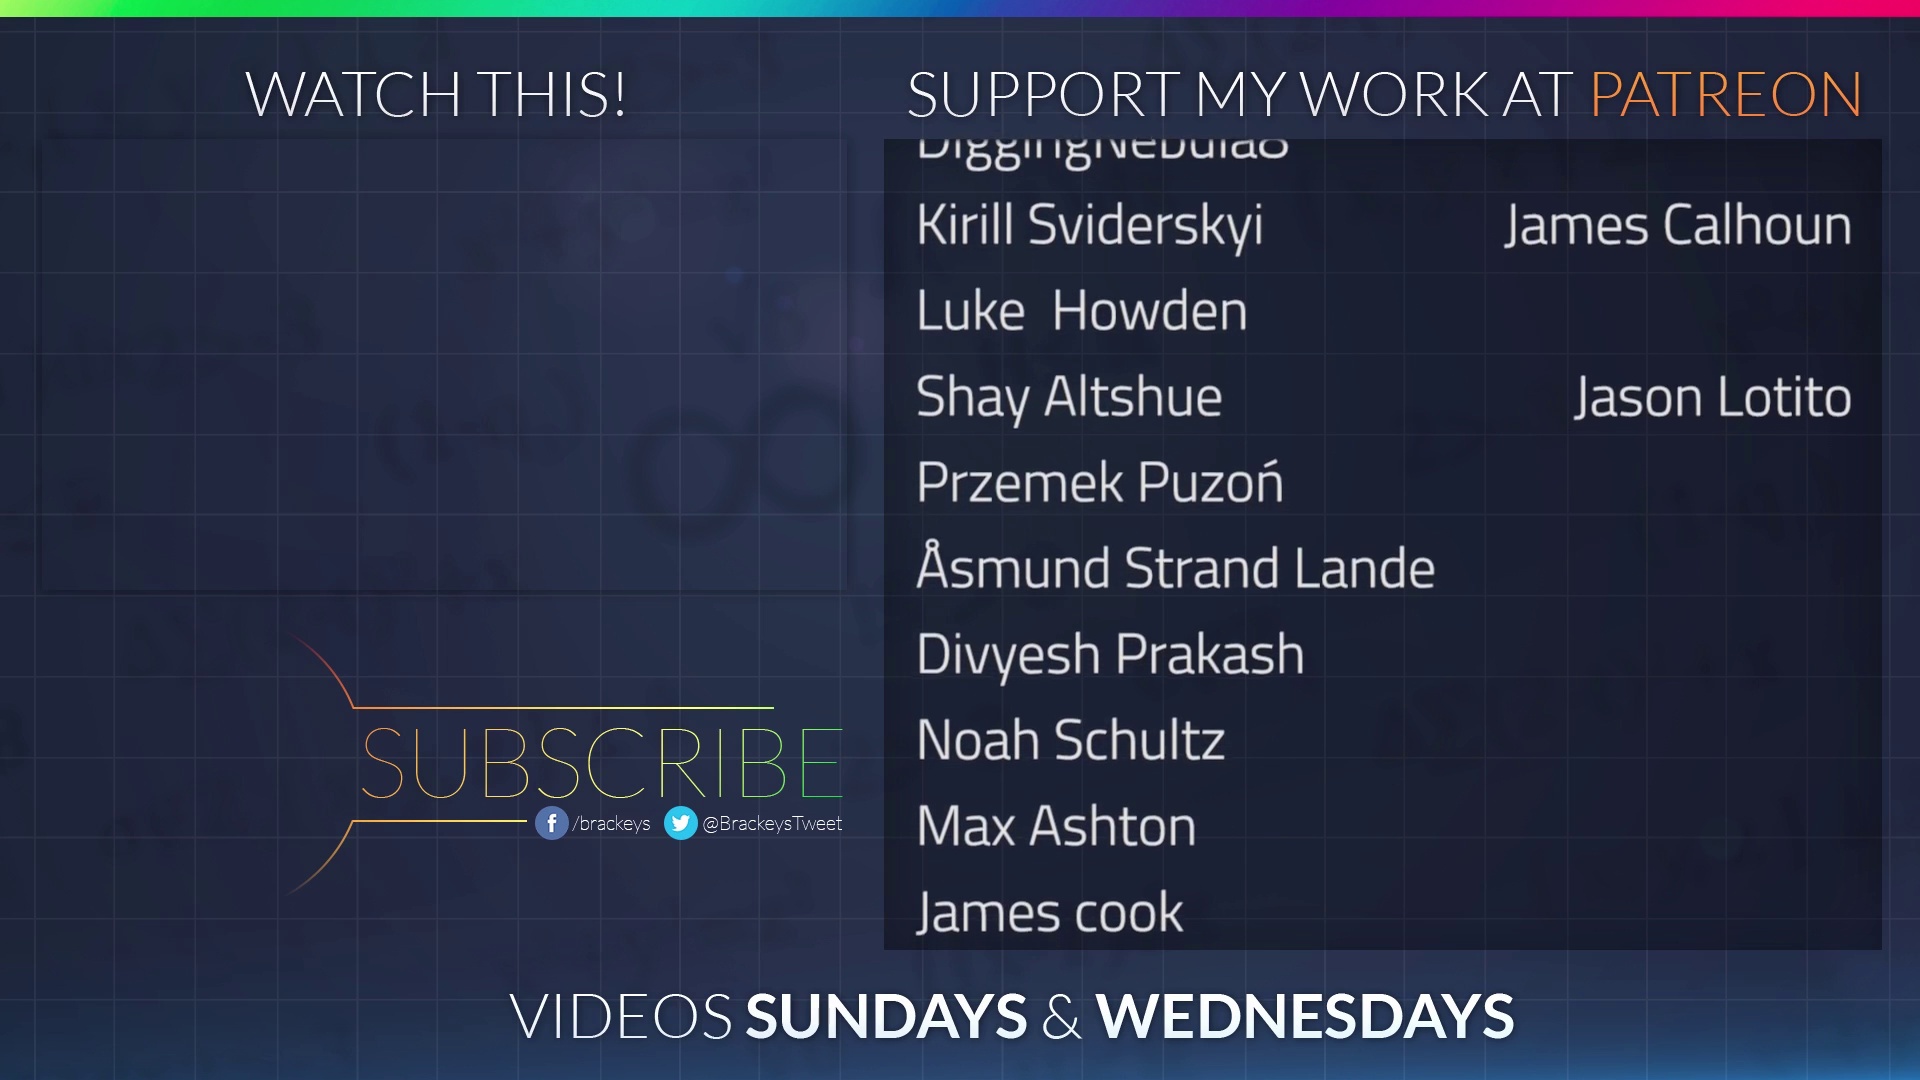 WATCH THIS!
SUPPORT MY WORK AT PATREON
DiggingNebula8
Kirill Sviderskyi
James Calhoun
Luke  Howden
Shay Altshue
Jason Lotito
Przemek Puzoń
Åsmund Strand Lande
Divyesh Prakash
Noah Schultz
Max Ashton
James cook
SUBSCRIBE
/brackeys @BrackeysTweet
VIDEOS SUNDAYS & WEDNESDAYS